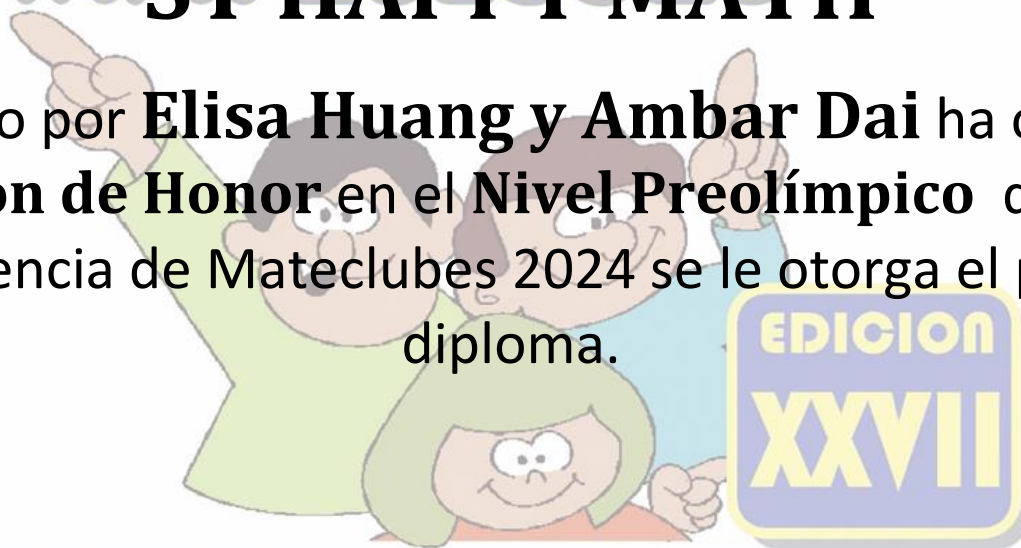 o por Elisa Huang y Ambar Dai ha
on de Honor en el Nivel Preolímpico
encia de Mateclubes 2024 se le otorga el
diploma.
EDICION
XXVII